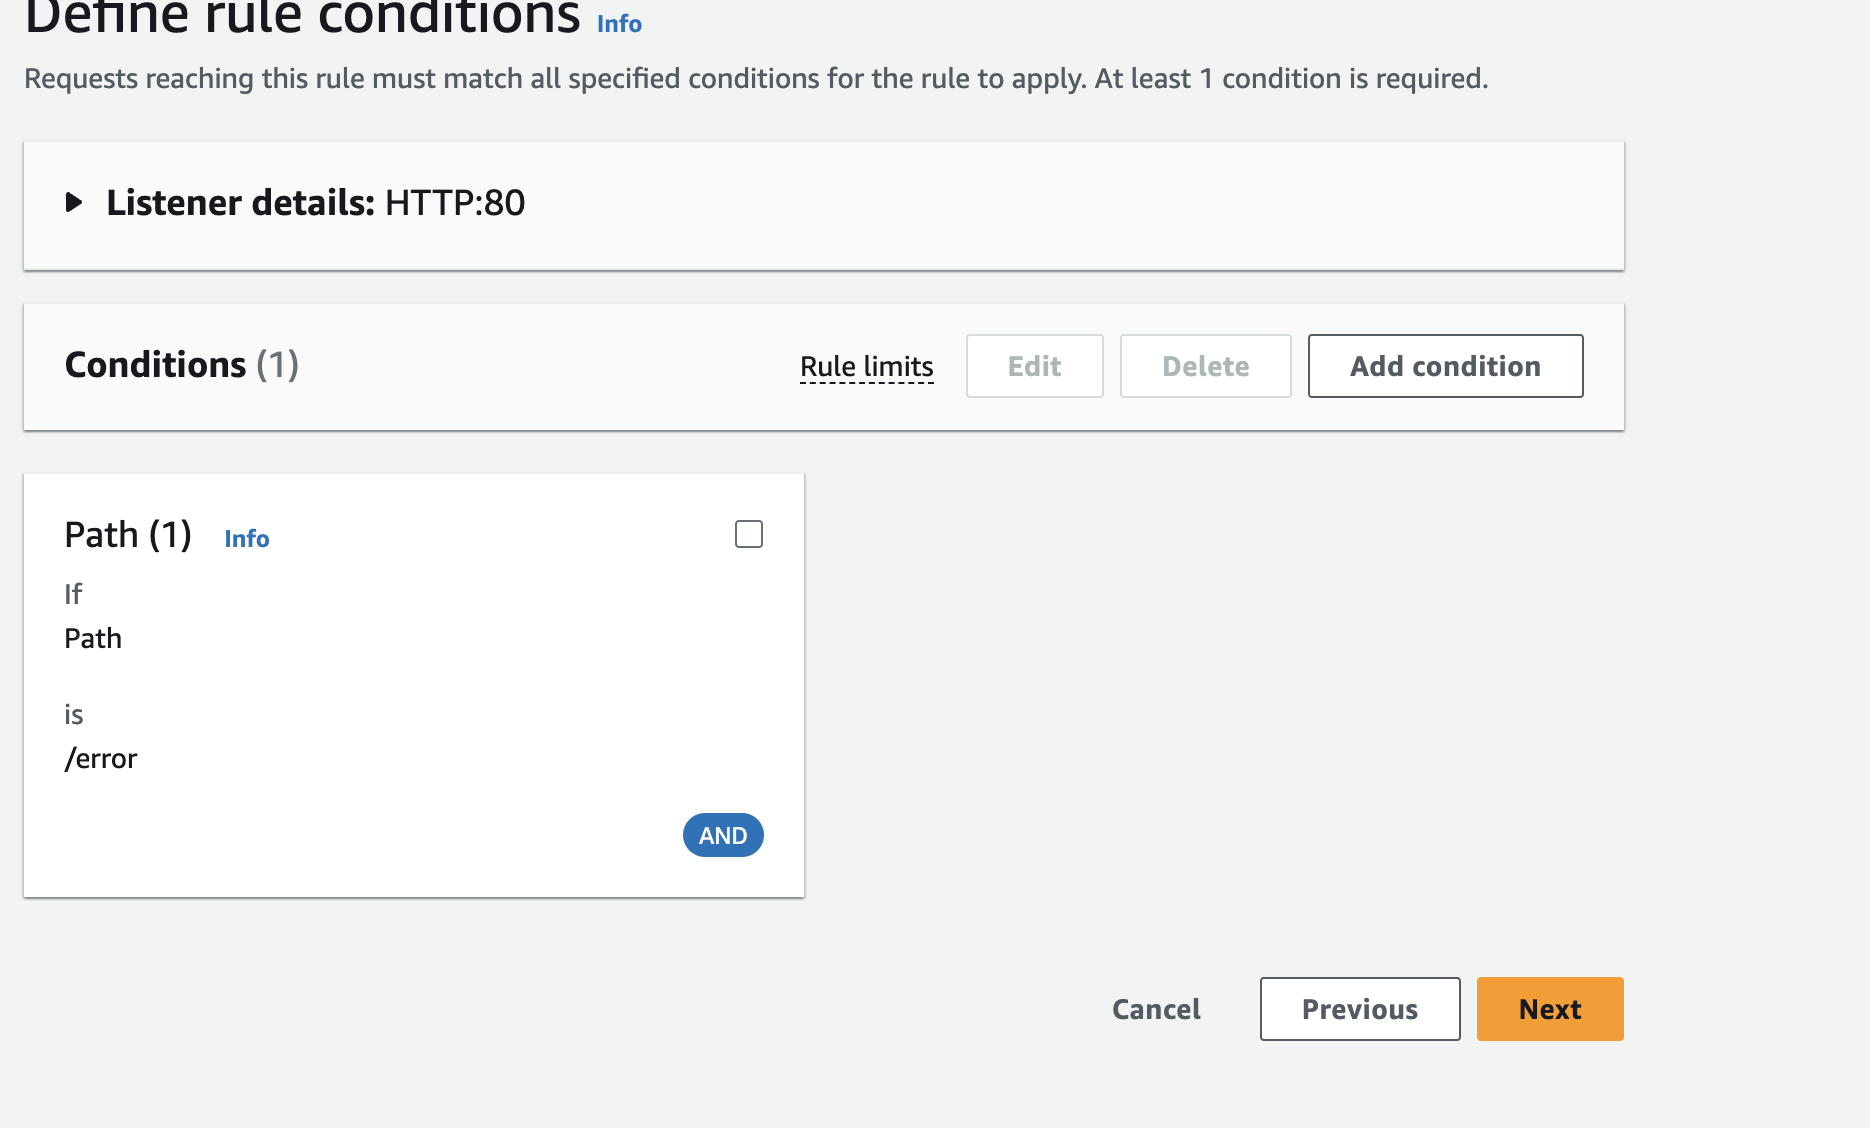 Define rule conditions Info
Requests reaching this rule must match all specified conditions for the rule to apply. At least 1 condition is required.
Listener details: HTTP:80
Conditions (1) Rule limits Edit Delete Add condition
Path (1) Info
If
Path
is
/error
AND
Cancel Previous Next